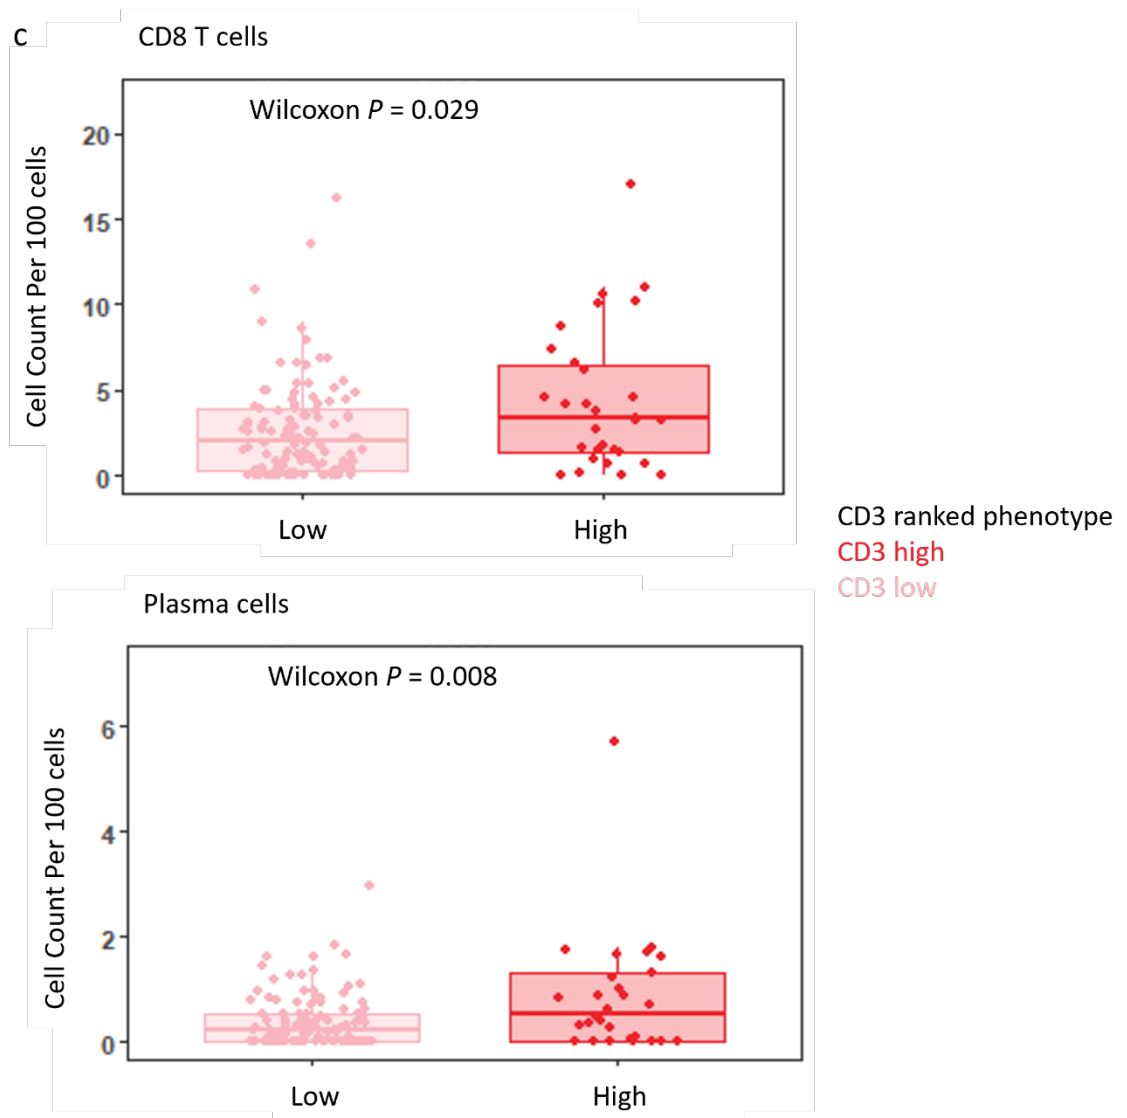 c
CD8 T cells
Wilcoxon P = 0.029
Cell Count Per 100 cells
20
15
10
5
0
Low
High
CD3 ranked phenotype
CD3 high
CD3 low
Plasma cells
Wilcoxon P = 0.008
Cell Count Per 100 cells
6
4
2
0
Low
High